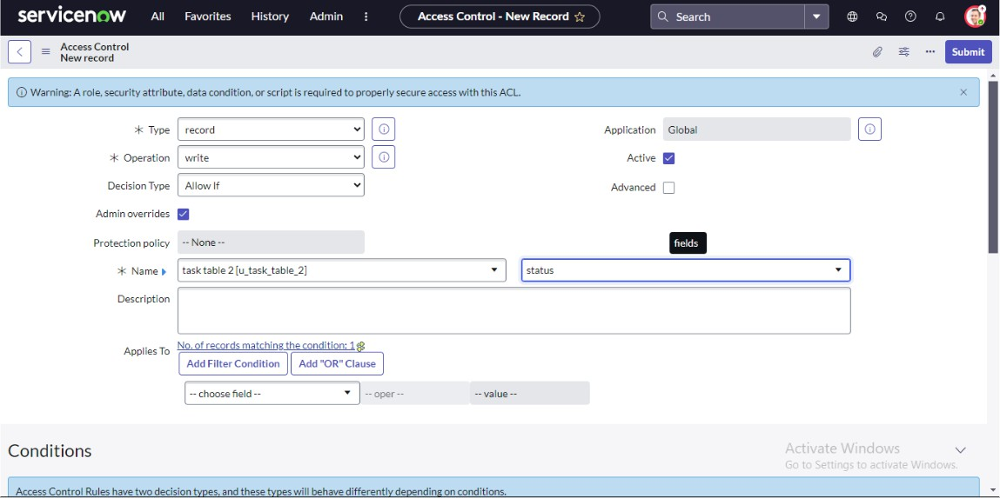 servicenow All Favorites History Admin Access Control - New Record Search
Access Control
New record
Submit
Warning: A role, security attribute, data condition, or script is required to properly secure access with this ACL.
Type record Application Global
Operation write Active
Decision Type Allow If Advanced
Admin overrides
Protection policy -- None -- fields
Name task table 2 [u_task_table_2] status
Description
Applies To No. of records matching the condition: 1
Add Filter Condition Add "OR" Clause
-- choose field -- -- oper -- -- value --
Conditions
Activate Windows
Go to Settings to activate Windows.
Access Control Rules have two decision types, and these types will behave differently depending on conditions.